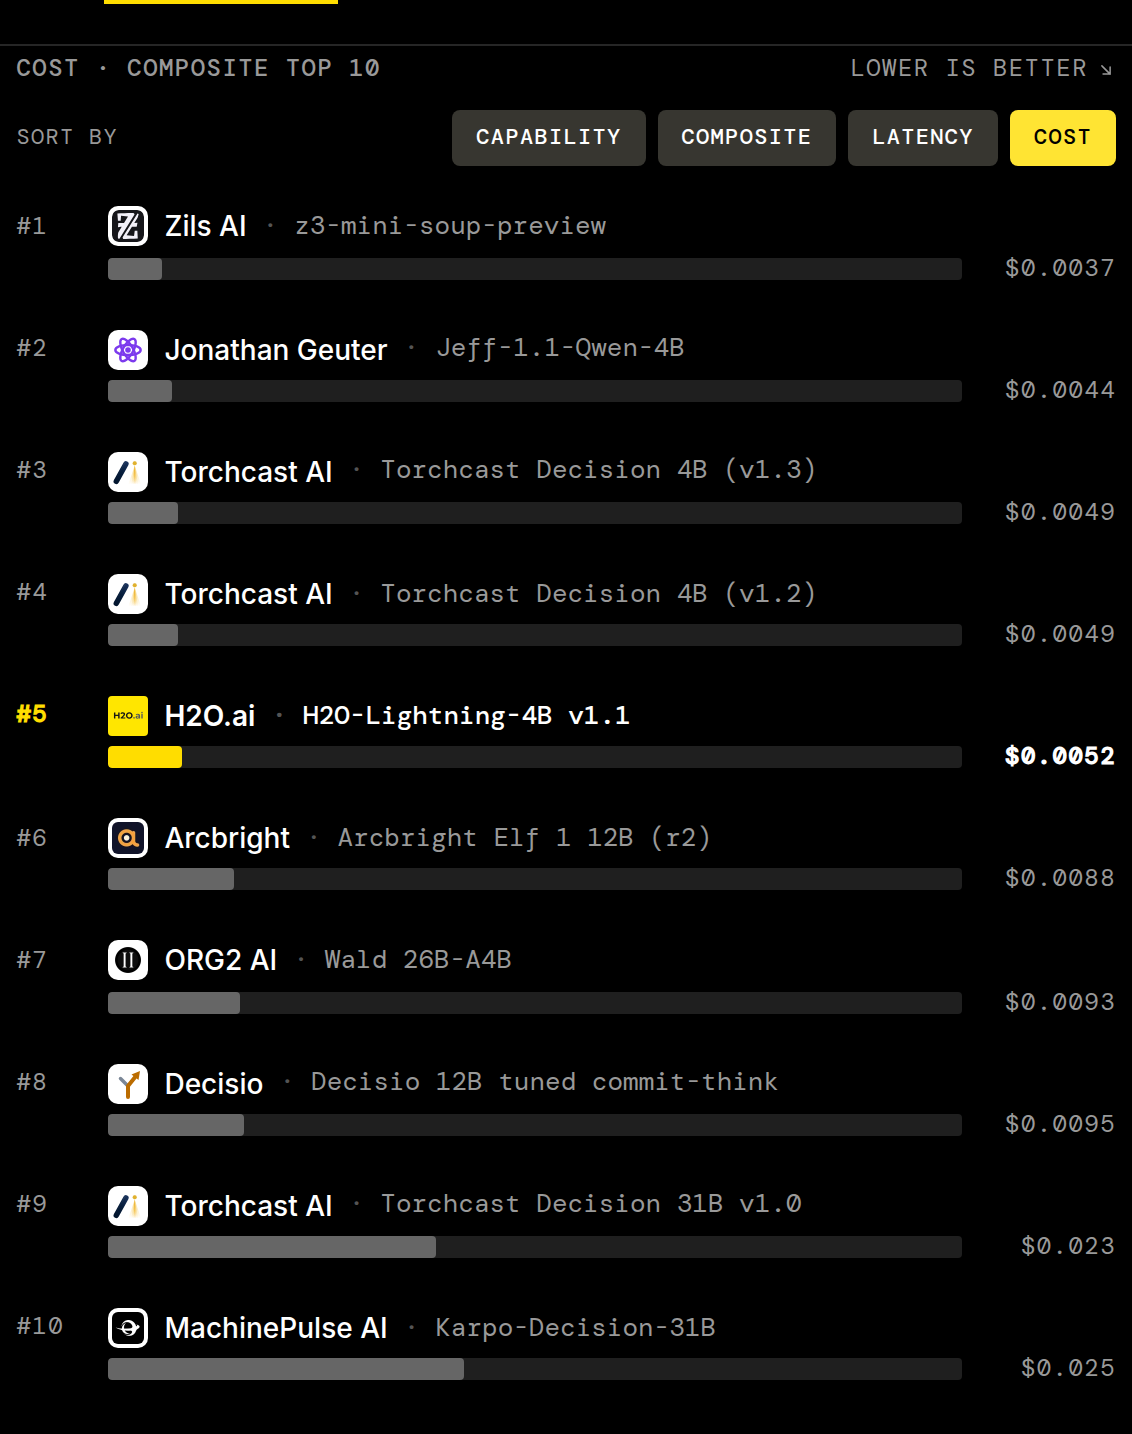 COST · COMPOSITE TOP 10
LOWER IS BETTER ↘
SORT BY
CAPABILITY
COMPOSITE
LATENCY
COST
#1 Zils AI · z3-mini-soup-preview
$0.0037
#2 Jonathan Geuter · Jeff-1.1-Qwen-4B
$0.0044
#3 Torchcast AI · Torchcast Decision 4B (v1.3)
$0.0049
#4 Torchcast AI · Torchcast Decision 4B (v1.2)
$0.0049
#5 H2O.ai H2O.ai · H2O-Lightning-4B v1.1
$0.0052
#6 Arcbright · Arcbright Elf 1 12B (r2)
$0.0088
#7 ORG2 AI · Wald 26B-A4B
$0.0093
#8 Decisio · Decisio 12B tuned commit-think
$0.0095
#9 Torchcast AI · Torchcast Decision 31B v1.0
$0.023
#10 MachinePulse AI · Karpo-Decision-31B
$0.025